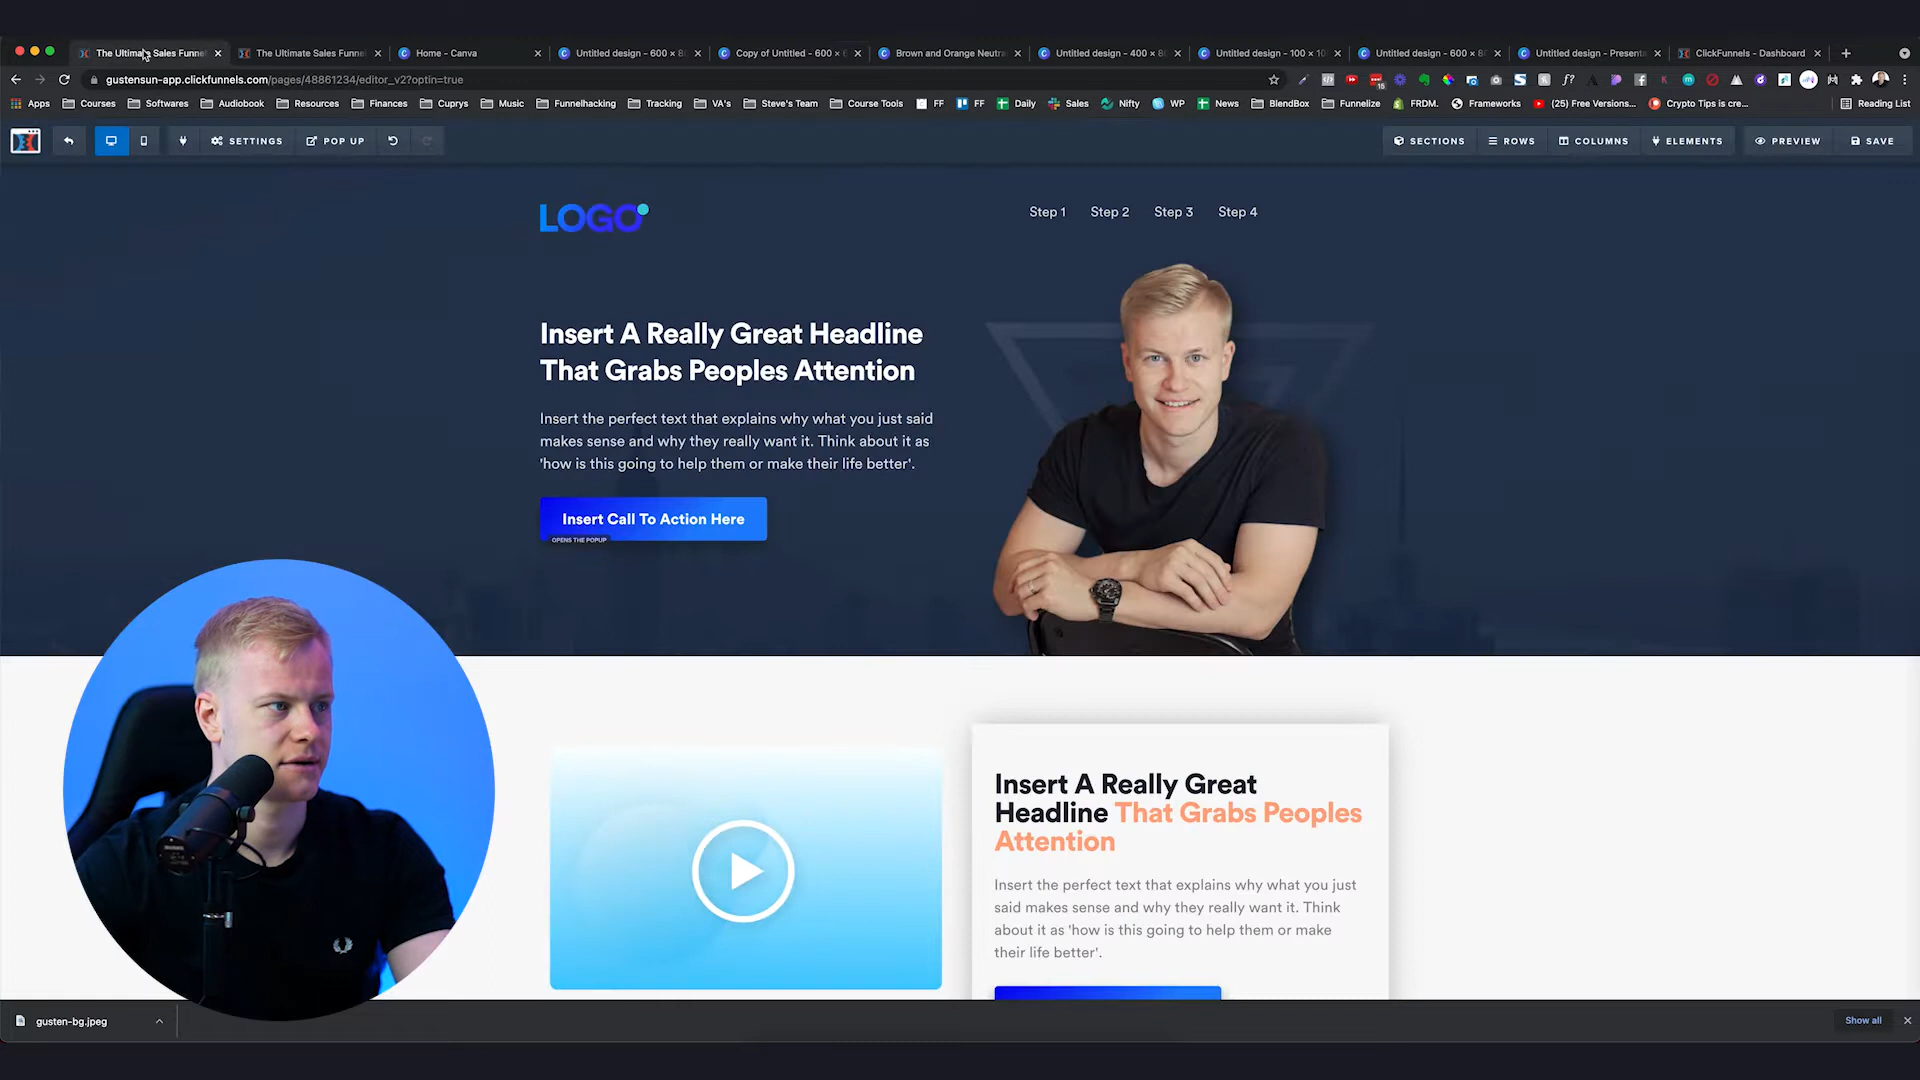 The Ultimate Sales Funne
The Ultimate Sales Funne
Home - Canva
Untitled design - 600 × 8
Copy of Untitled - 600 × 6
Brown and Orange Neutra
Untitled design - 400 × 8
Untitled design - 100 × 10
Untitled design - 600 × 8
Untitled design - Presenta
ClickFunnels - Dashboard
gustensun-app.clickfunnels.com/pages/48861234/editor_v2?optin=true
Apps
Courses
Softwares
Audiobook
Resources
Finances
Cuprys
Music
Funnelhacking
Tracking
VA's
Steve's Team
Course Tools
FF
FF
Daily
Sales
Nifty
WP
News
BlendBox
Funnelize
FRDM.
Frameworks
(25) Free Versions...
Crypto Tips is cre...
Reading List
SETTINGS
POP UP
SECTIONS
ROWS
COLUMNS
ELEMENTS
PREVIEW
SAVE
LOGO
Step 1
Step 2
Step 3
Step 4
Insert A Really Great Headline
That Grabs Peoples Attention
Insert the perfect text that explains why what you just said
makes sense and why they really want it. Think about it as
'how is this going to help them or make their life better'.
Insert Call To Action Here
OPENS THE POPUP
Insert A Really Great
Headline That Grabs Peoples
Attention
Insert the perfect text that explains why what you just
said makes sense and why they really want it. Think
about it as 'how is this going to help them or make
their life better'.
gusten-bg.jpeg
Show all